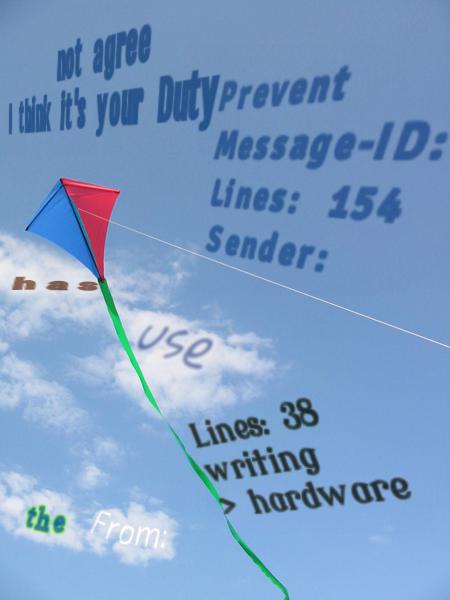 not agree
I think it's your Duty
Prevent
Message-ID:
Lines: 154
Sender:
has
use
Lines: 38
writing
> hardware
the
From: